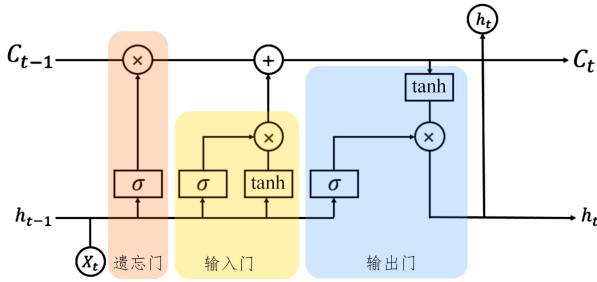 h_t
C_{t-1} × + C_t
tanh
× ×
σ σ tanh σ
h_{t-1} h_t
X_t 遗忘门 输入门 输出门